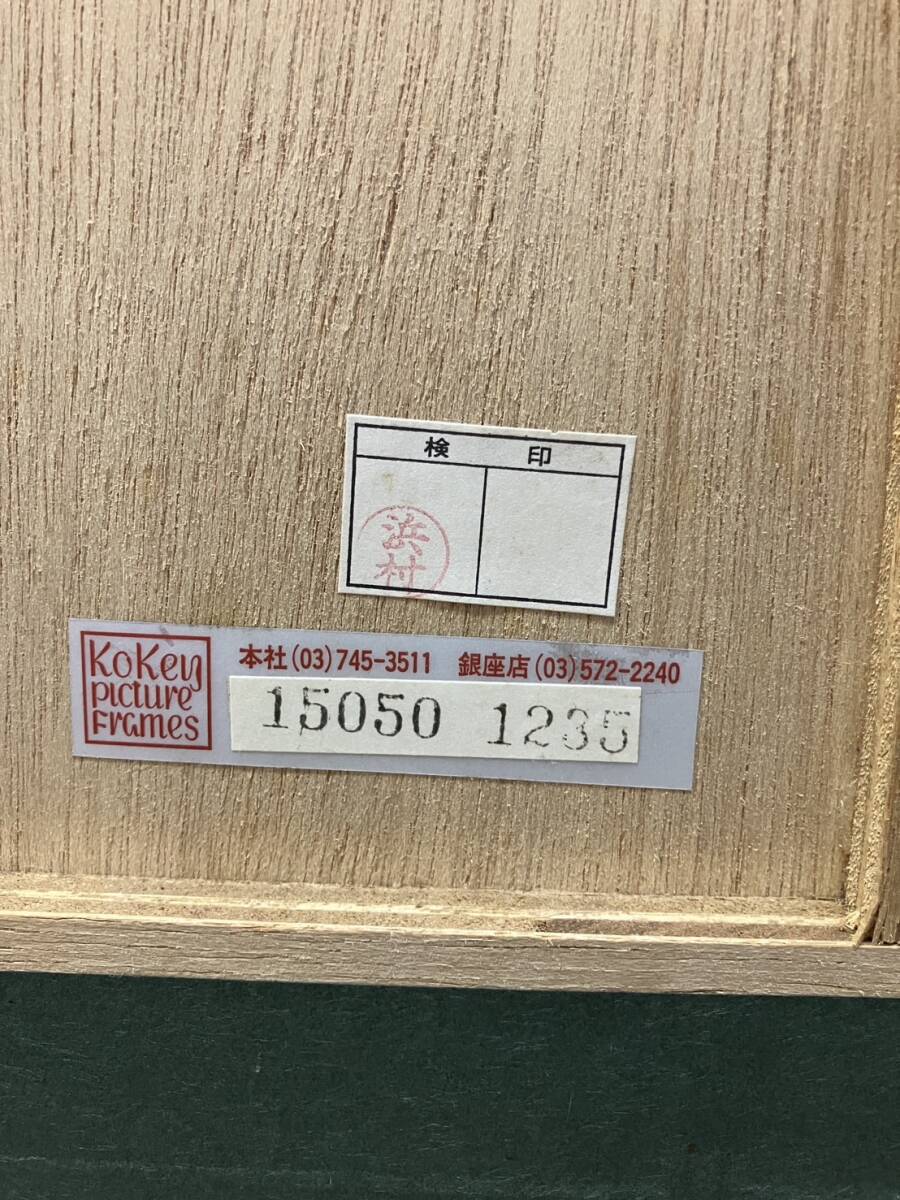 検 印
浜
村
KoKen
picture
Frames
本社(03)745-3511 銀座店(03)572-2240
15050 1235